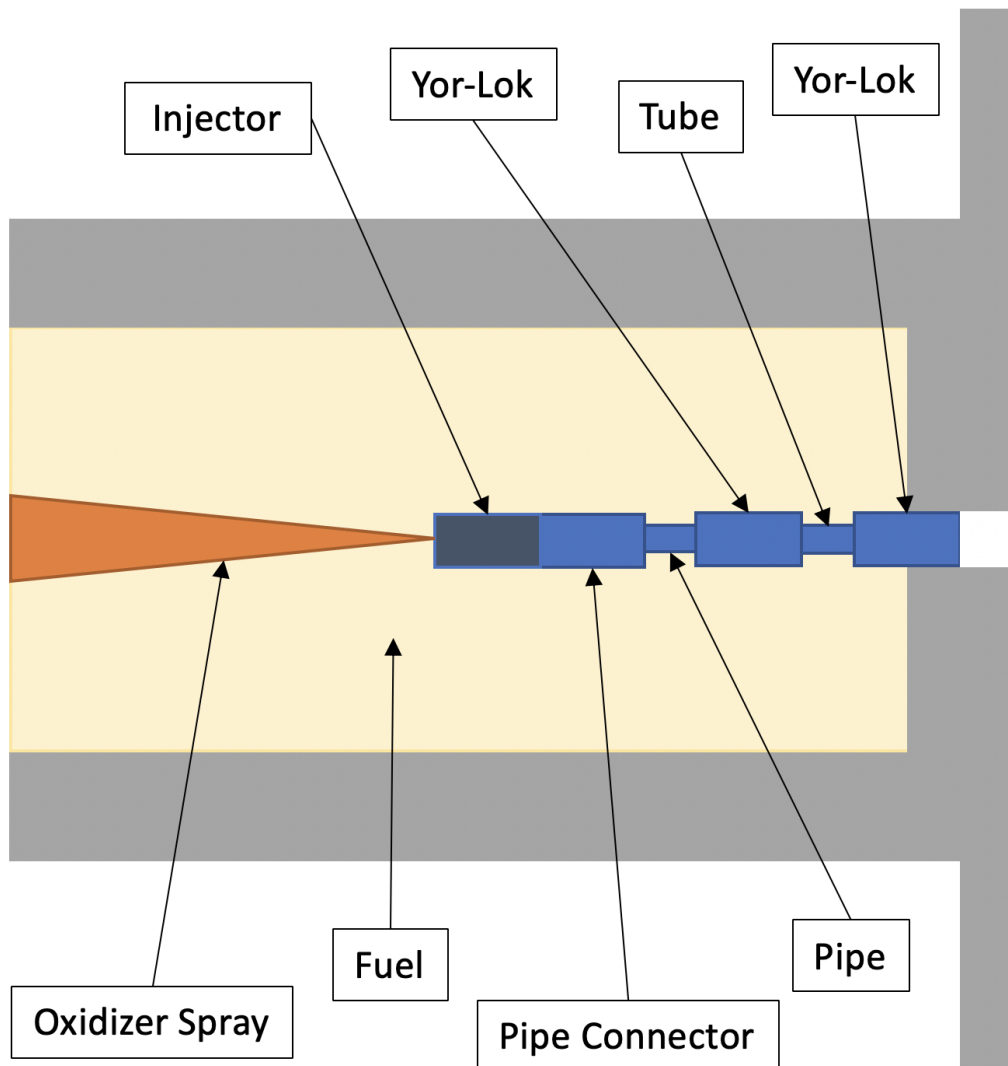 Yor-Lok
Yor-Lok
Injector
Tube
Fuel
Pipe
Oxidizer Spray
Pipe Connector